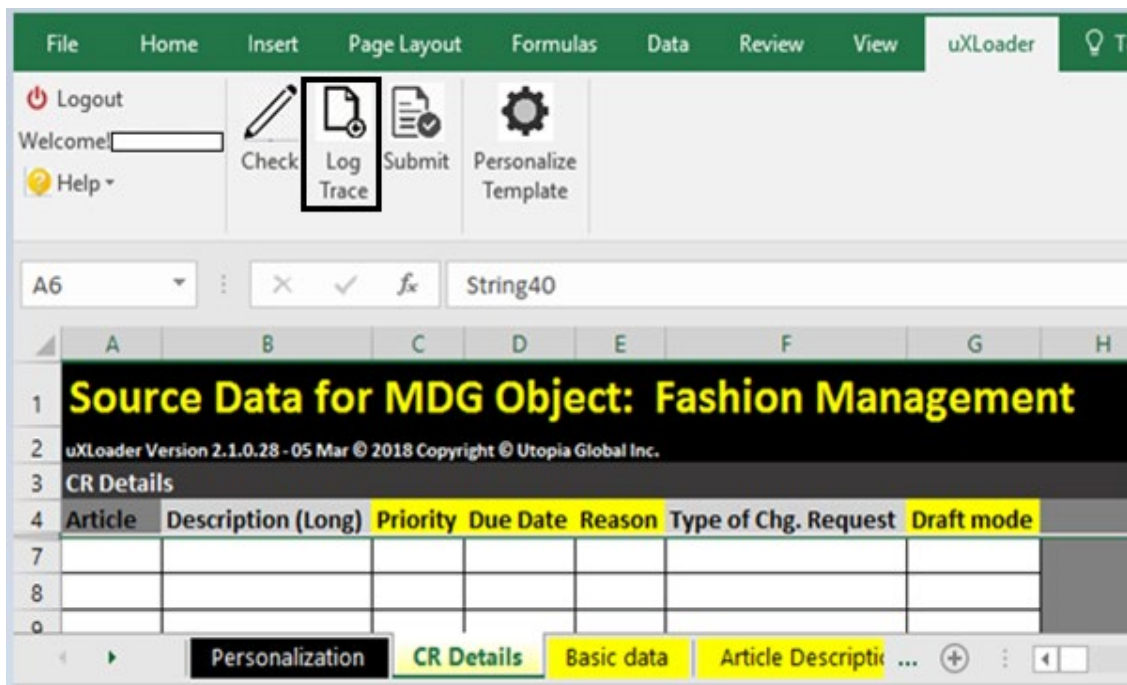 File Home Insert Page Layout Formulas Data Review View uXLoader T
Logout
Welcome!
Help
Check Log Trace Submit Personalize Template
A6 fx String40
A B C D E F G H
1 Source Data for MDG Object: Fashion Management
2 uXLoader Version 2.1.0.28 - 05 Mar © 2018 Copyright © Utopia Global Inc.
3 CR Details
4 Article Description (Long) Priority Due Date Reason Type of Chg. Request Draft mode
7
8
9
Personalization CR Details Basic data Article Descriptic ...